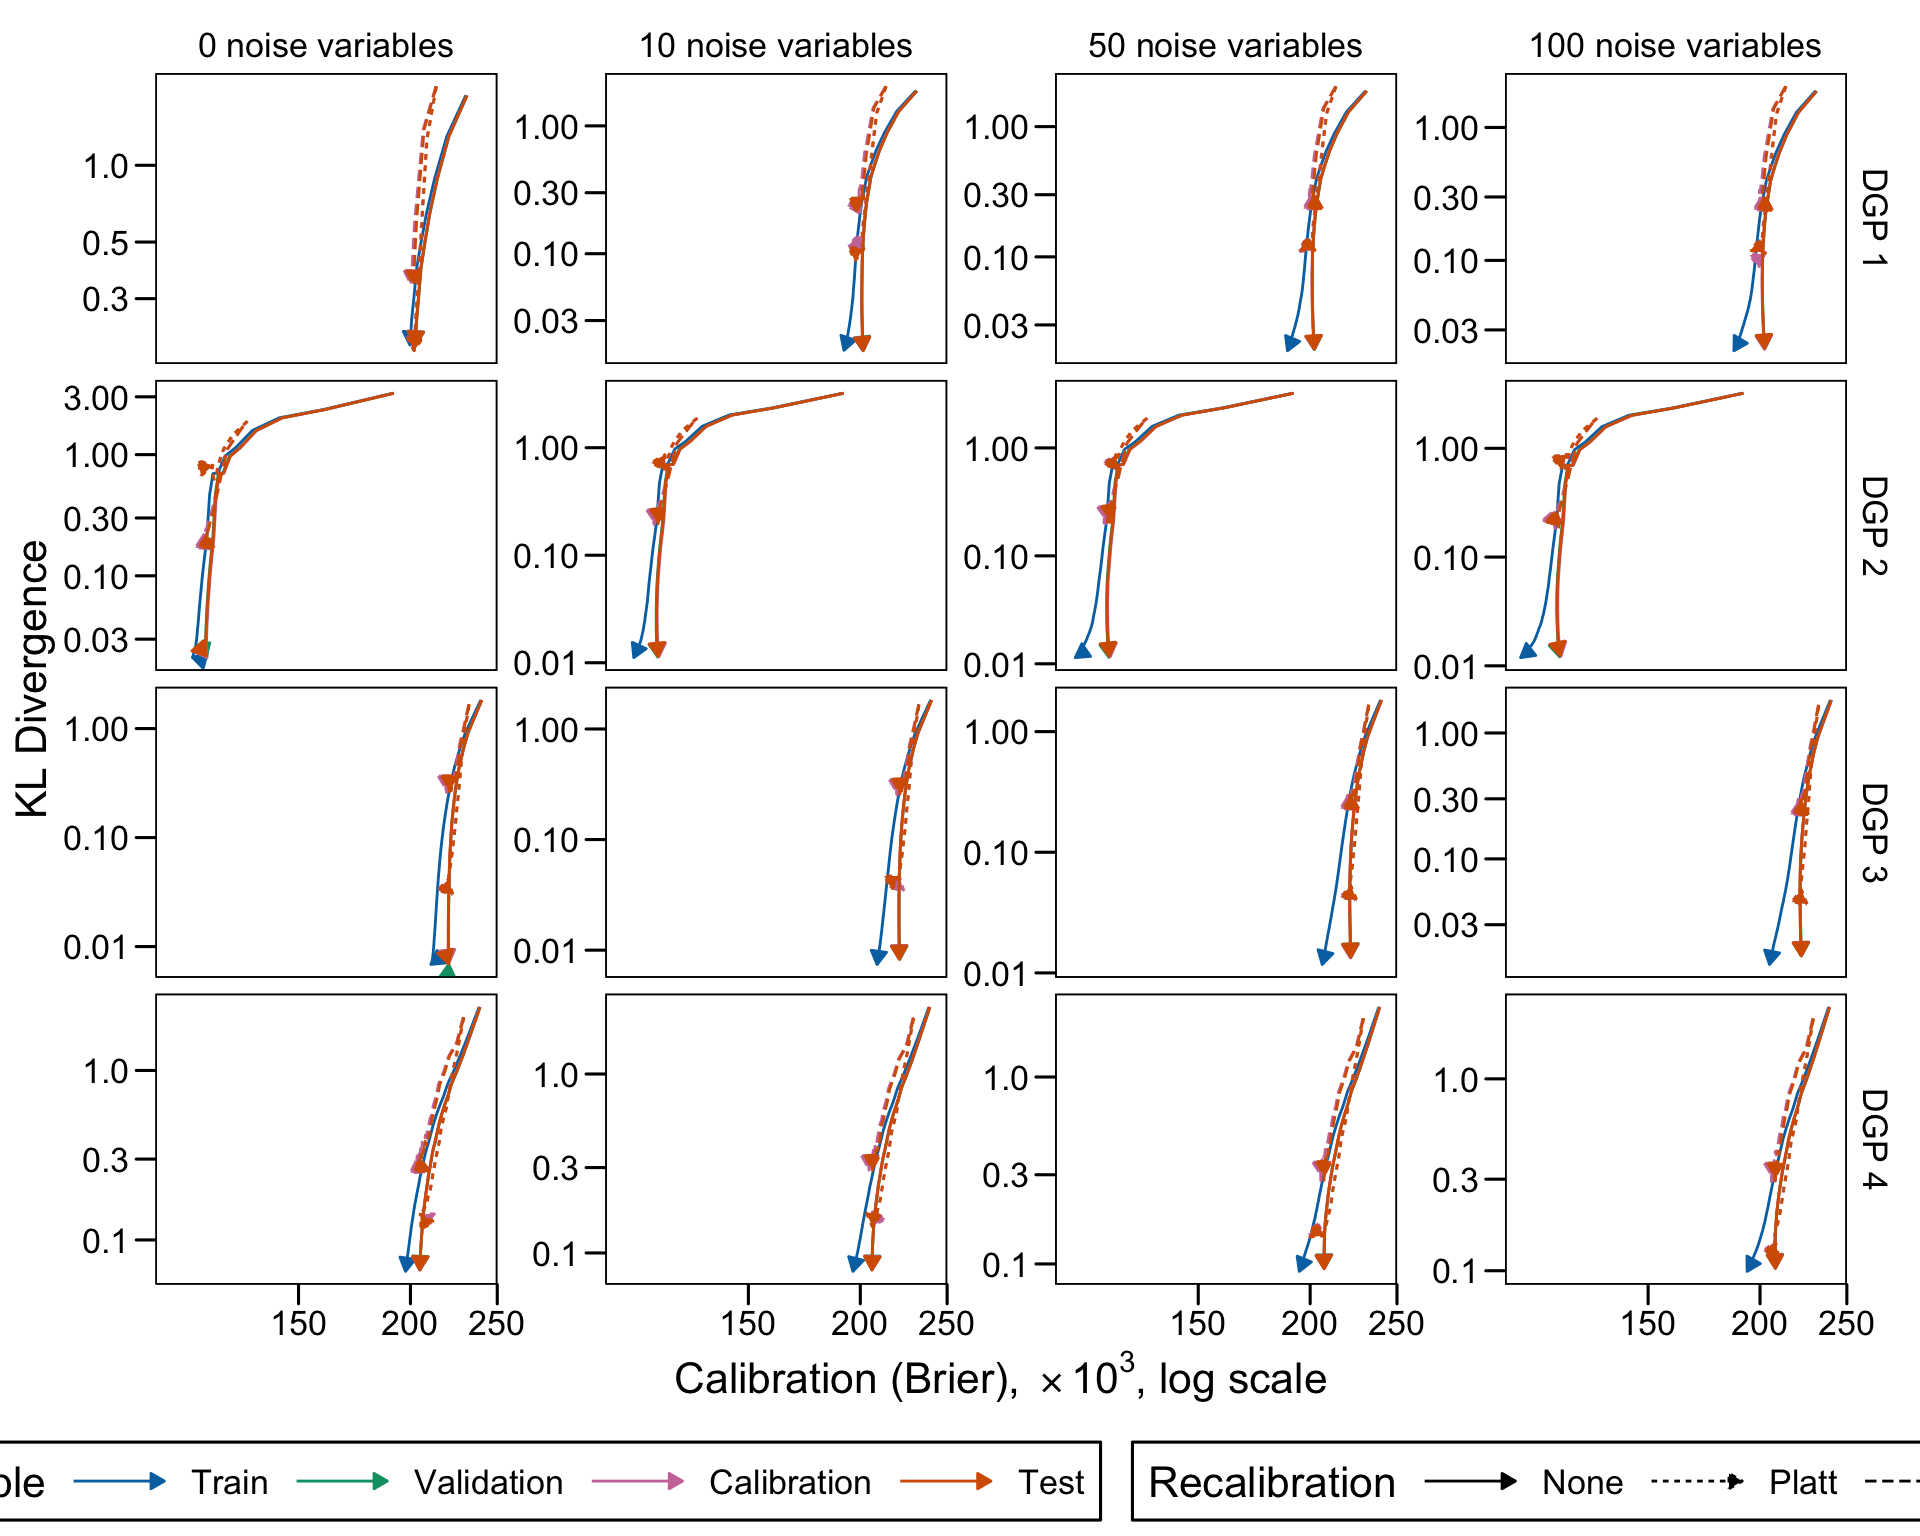 0 noise variables 10 noise variables 50 noise variables 100 noise variables
1.0 0.5 0.3
1.00 0.30 0.10 0.03
1.00 0.30 0.10 0.03
1.00 0.30 0.10 0.03
DGP 1
3.00 1.00 0.30 0.10 0.03
1.00 0.10 0.01
1.00 0.10 0.01
1.00 0.10 0.01
DGP 2
KL Divergence
1.00 0.10 0.01
1.00 0.10 0.01
1.00 0.10 0.01
1.00 0.30 0.10 0.03
DGP 3
1.0 0.3 0.1
1.0 0.3 0.1
1.0 0.3 0.1
1.0 0.3 0.1
DGP 4
150 200 250 150 200 250 150 200 250 150 200 250
Calibration (Brier), ×10³, log scale
ple Train Validation Calibration Test Recalibration None Platt